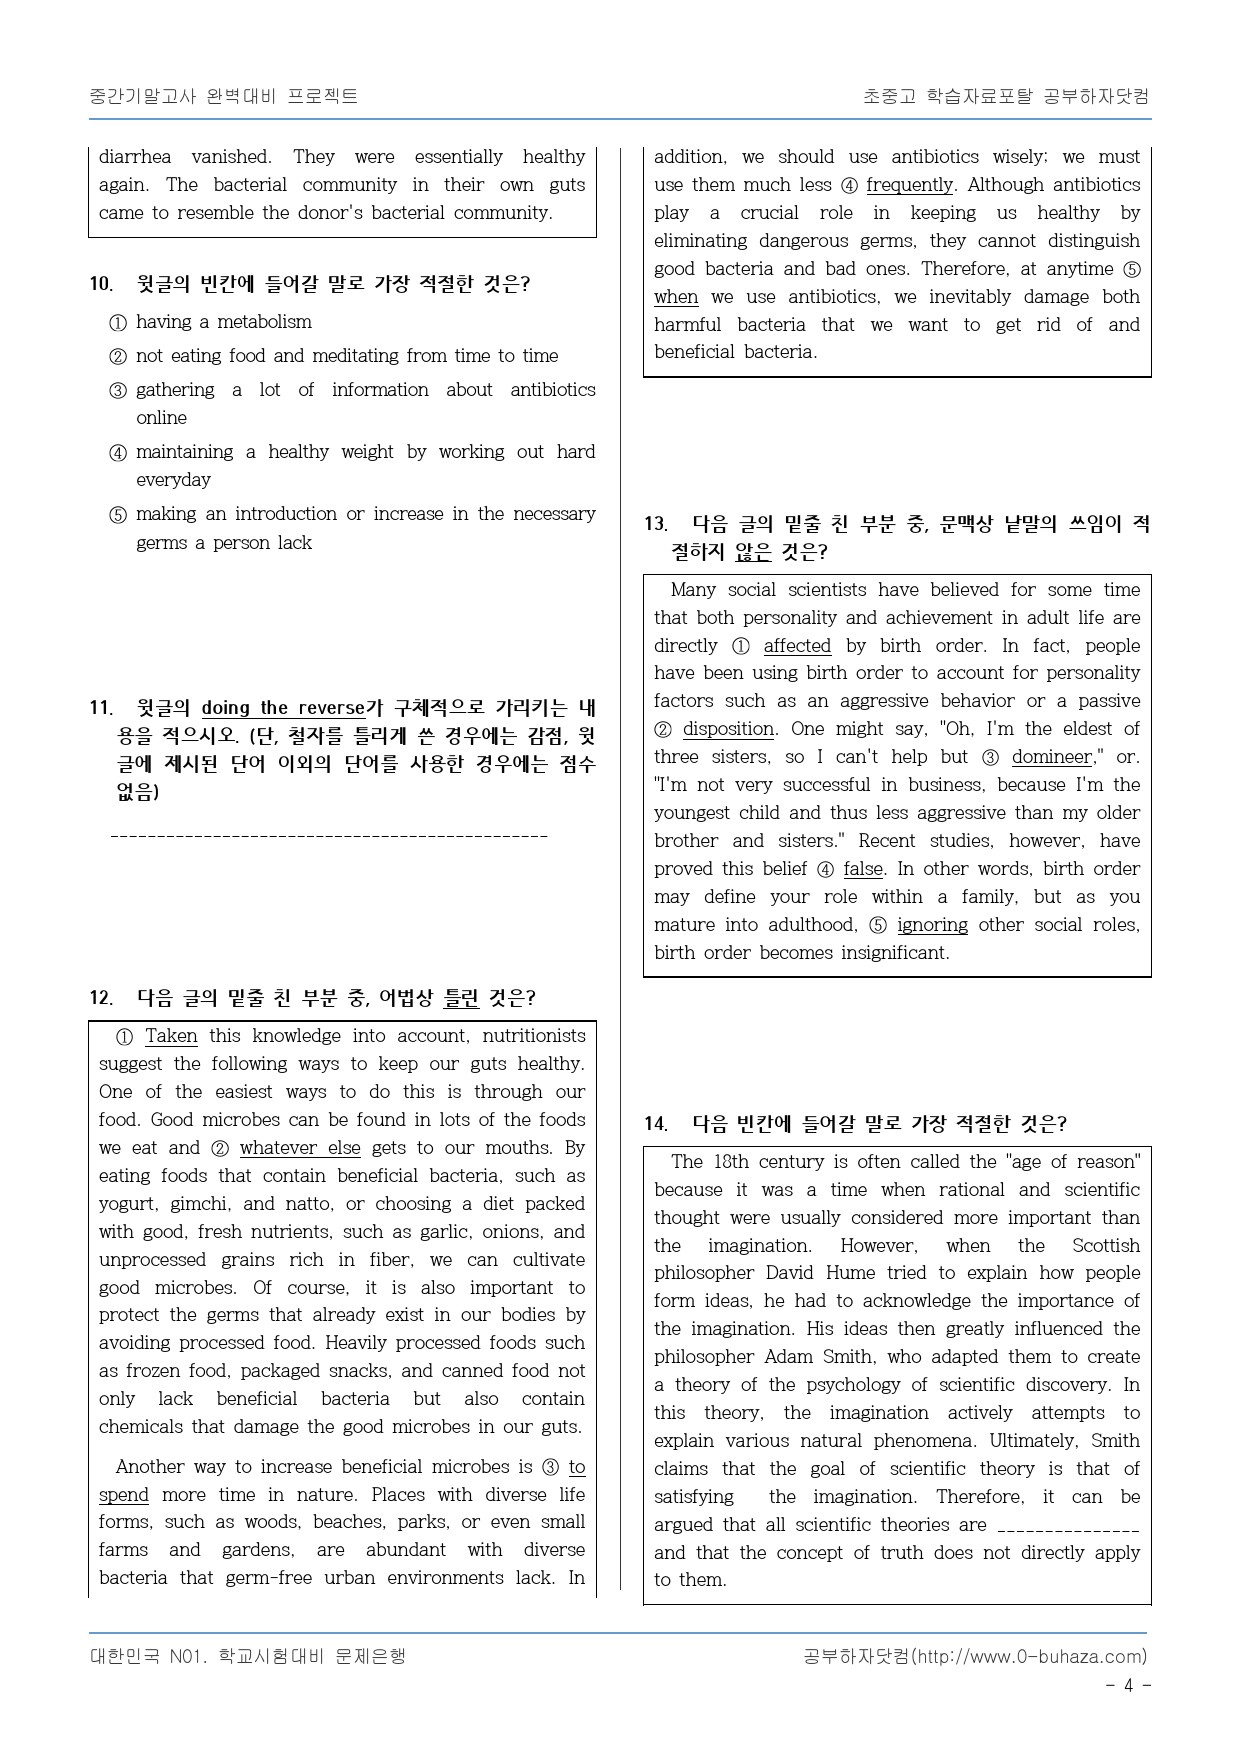 중간기말고사 완벽대비 프로젝트
초중고 학습자료포탈 공부하자닷컴
diarrhea vanished. They were essentially healthy
again. The bacterial community in their own guts
came to resemble the donor's bacterial community.
10. 윗글의 빈칸에 들어갈 말로 가장 적절한 것은?
① having a metabolism
② not eating food and meditating from time to time
③ gathering a lot of information about antibiotics
online
④ maintaining a healthy weight by working out hard
everyday
⑤ making an introduction or increase in the necessary
germs a person lack
11. 윗글의 doing the reverse가 구체적으로 가리키는 내
용을 적으시오. (단, 철자를 틀리게 쓴 경우에는 감점, 윗
글에 제시된 단어 이외의 단어를 사용한 경우에는 점수
없음)
_______________________________________________
12. 다음 글의 밑줄 친 부분 중, 어법상 틀린 것은?
① Taken this knowledge into account, nutritionists
suggest the following ways to keep our guts healthy.
One of the easiest ways to do this is through our
food. Good microbes can be found in lots of the foods
we eat and ② whatever else gets to our mouths. By
eating foods that contain beneficial bacteria, such as
yogurt, gimchi, and natto, or choosing a diet packed
with good, fresh nutrients, such as garlic, onions, and
unprocessed grains rich in fiber, we can cultivate
good microbes. Of course, it is also important to
protect the germs that already exist in our bodies by
avoiding processed food. Heavily processed foods such
as frozen food, packaged snacks, and canned food not
only lack beneficial bacteria but also contain
chemicals that damage the good microbes in our guts.
Another way to increase beneficial microbes is ③ to
spend more time in nature. Places with diverse life
forms, such as woods, beaches, parks, or even small
farms and gardens, are abundant with diverse
bacteria that germ-free urban environments lack. In
addition, we should use antibiotics wisely; we must
use them much less ④ frequently. Although antibiotics
play a crucial role in keeping us healthy by
eliminating dangerous germs, they cannot distinguish
good bacteria and bad ones. Therefore, at anytime ⑤
when we use antibiotics, we inevitably damage both
harmful bacteria that we want to get rid of and
beneficial bacteria.
13. 다음 글의 밑줄 친 부분 중, 문맥상 낱말의 쓰임이 적
절하지 않은 것은?
Many social scientists have believed for some time
that both personality and achievement in adult life are
directly ① affected by birth order. In fact, people
have been using birth order to account for personality
factors such as an aggressive behavior or a passive
② disposition. One might say, "Oh, I'm the eldest of
three sisters, so I can't help but ③ domineer," or.
"I'm not very successful in business, because I'm the
youngest child and thus less aggressive than my older
brother and sisters." Recent studies, however, have
proved this belief ④ false. In other words, birth order
may define your role within a family, but as you
mature into adulthood, ⑤ ignoring other social roles,
birth order becomes insignificant.
14. 다음 빈칸에 들어갈 말로 가장 적절한 것은?
The 18th century is often called the "age of reason"
because it was a time when rational and scientific
thought were usually considered more important than
the imagination. However, when the Scottish
philosopher David Hume tried to explain how people
form ideas, he had to acknowledge the importance of
the imagination. His ideas then greatly influenced the
philosopher Adam Smith, who adapted them to create
a theory of the psychology of scientific discovery. In
this theory, the imagination actively attempts to
explain various natural phenomena. Ultimately, Smith
claims that the goal of scientific theory is that of
satisfying the imagination. Therefore, it can be
argued that all scientific theories are _______________
and that the concept of truth does not directly apply
to them.
대한민국 N01. 학교시험대비 문제은행
공부하자닷컴(http://www.0-buhaza.com)
- 4 -